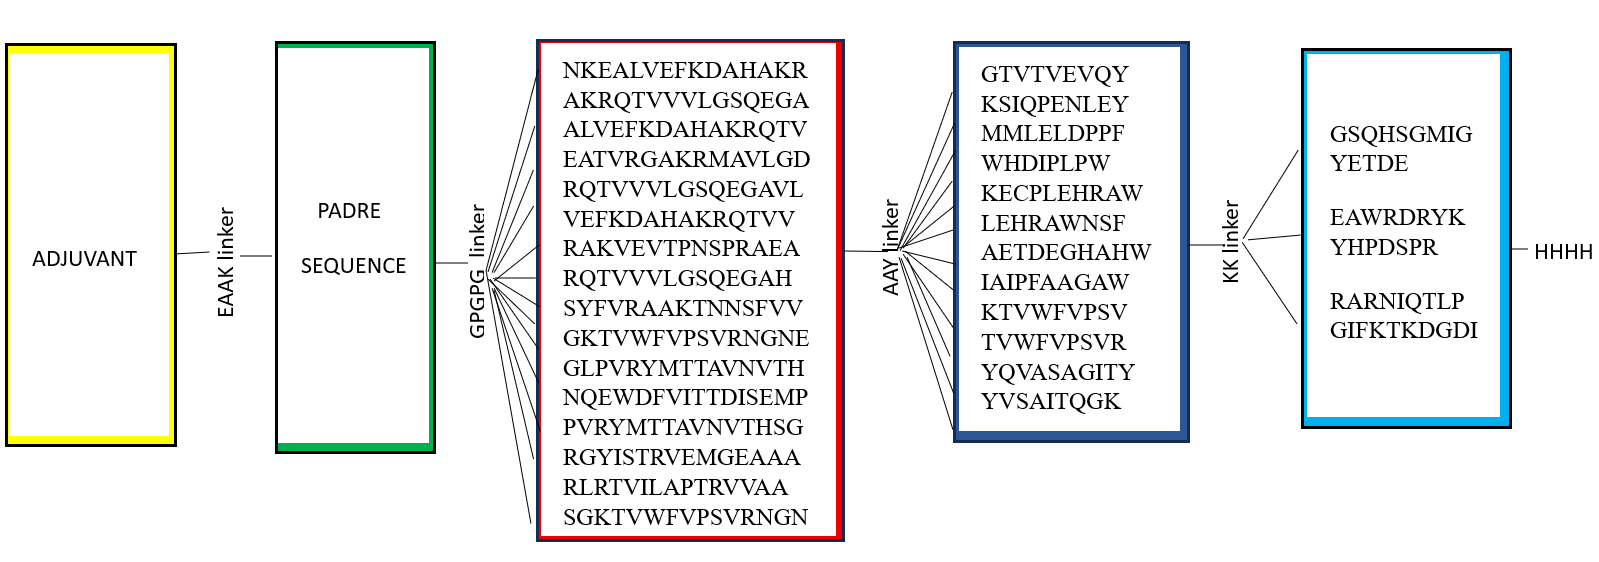 ADJUVANT
EAAK linker
PADRE
SEQUENCE
GPGPG linker
NKEALVEFKDAHAKR
AKRQTVVVLGSQEGA
ALVEFKDAHAKRQTV
EATVRGAKRMAVLGD
RQTVVVLGSQEGAVL
VEFKDAHAKRQTVV
RAKVEVTPNSPRAEA
RQTVVVLGSQEGAH
SYFVRAAKTNNSFVV
GKTVWFVPSVRNGNE
GLPVRYMTTAVNVTH
NQEWDFVITTDISEMP
PVRYMTTAVNVTHSG
RGYISTRVEMGEAAA
RLRTVILAPTRVVAA
SGKTVWFVPSVRNGN
AAY linker
GTVTVEVQY
KSIQPENLEY
MMLELDPPF
WHDIPLPW
KECPLEHRAW
LEHRAWNSF
AETDEGHAHW
IAIPFAAGAW
KTVWFVPSV
TVWFVPSVR
YQVASAGITY
YVSAITQGK
KK linker
GSQHSGMIG
YETDE
EAWRDRYK
YHPDSPR
RARNIQTLP
GIFKTKDGDI
HHHH